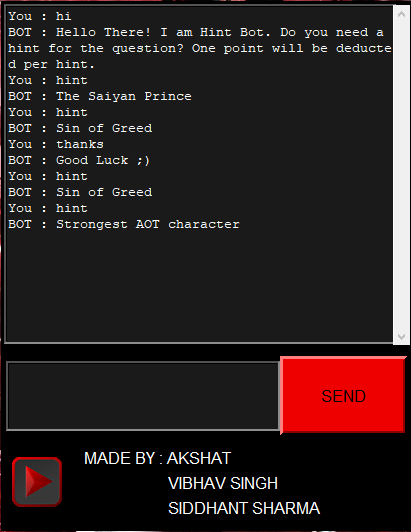 You : hi
BOT : Hello There! I am Hint Bot. Do you need a
hint for the question? One point will be deducte
d per hint.
You : hint
BOT : The Saiyan Prince
You : hint
BOT : Sin of Greed
You : thanks
BOT : Good Luck ;)
You : hint
BOT : Sin of Greed
You : hint
BOT : Strongest AOT character
SEND
MADE BY : AKSHAT
VIBHAV SINGH
SIDDHANT SHARMA